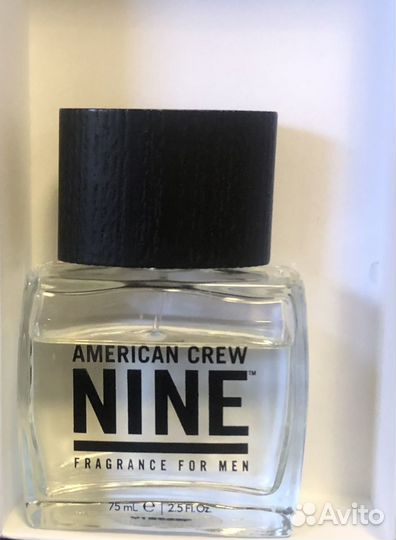 AMERICAN CREW
NINE™
FRAGRANCE FOR MEN
75 mL ℮ | 2.5 Fl.Oz.
Avito